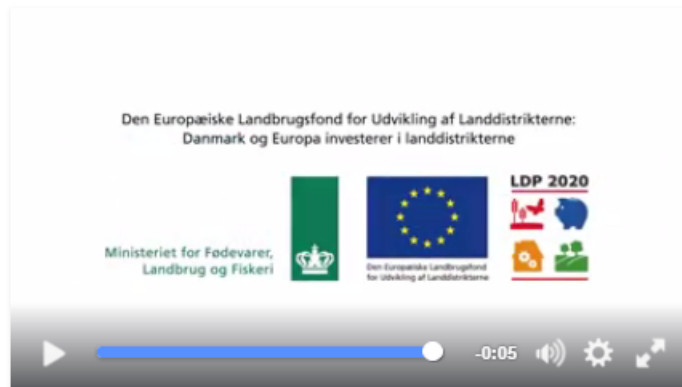 Den Europæiske Landbrugsfond for Udvikling af Landdistrikterne:
Danmark og Europa investerer i landdistrikterne
LDP 2020
Ministeriet for Fødevarer,
Landbrug og Fiskeri
Den Europæiske Landbrugsfond
for Udvikling af Landdistrikterne
-0:05